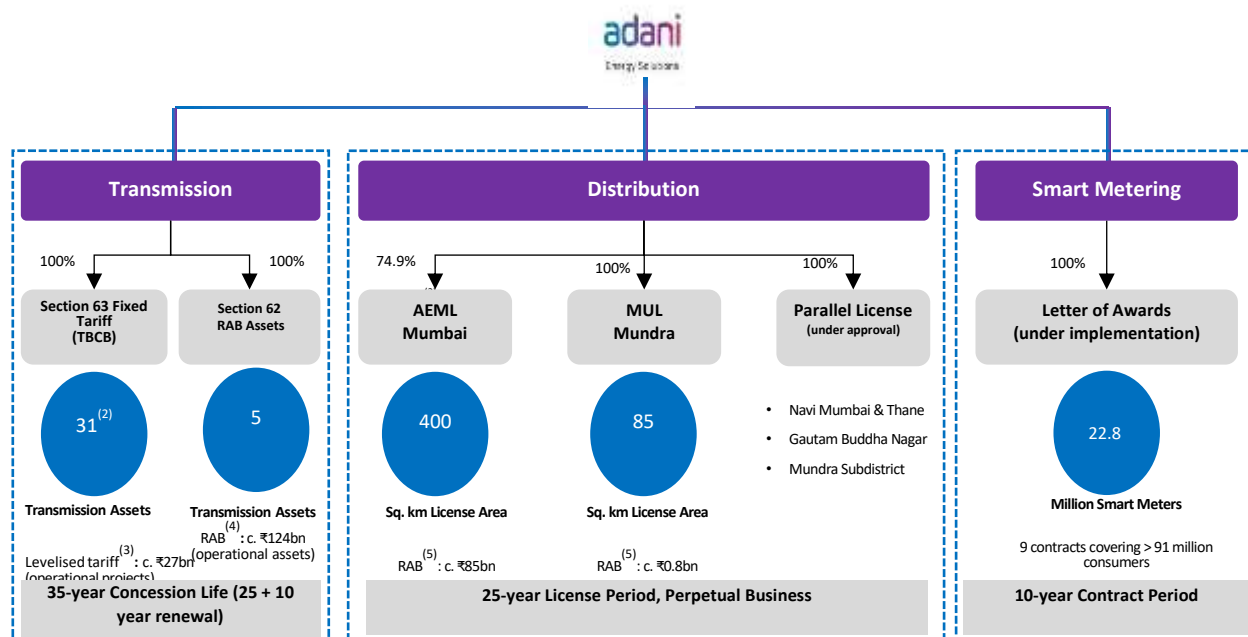 adani
Energy Solutions
Transmission
Distribution
Smart Metering
100%
100%
74.9%
100%
100%
100%
Section 63 Fixed
Tariff
(TBCB)
Section 62
RAB Assets
AEML
Mumbai
MUL
Mundra
Parallel License
(under approval)
Letter of Awards
(under implementation)
31(2)
5
400
85
• Navi Mumbai & Thane
• Gautam Buddha Nagar
• Mundra Subdistrict
22.8
Transmission Assets
Transmission Assets
RAB(4): c. ₹124bn
(operational assets)
Levelised tariff(3): c. ₹27bn
(operational projects)
Sq. km License Area
RAB(5): c. ₹85bn
Sq. km License Area
RAB(5): c. ₹0.8bn
Million Smart Meters
9 contracts covering > 91 million
consumers
35-year Concession Life (25 + 10
year renewal)
25-year License Period, Perpetual Business
10-year Contract Period